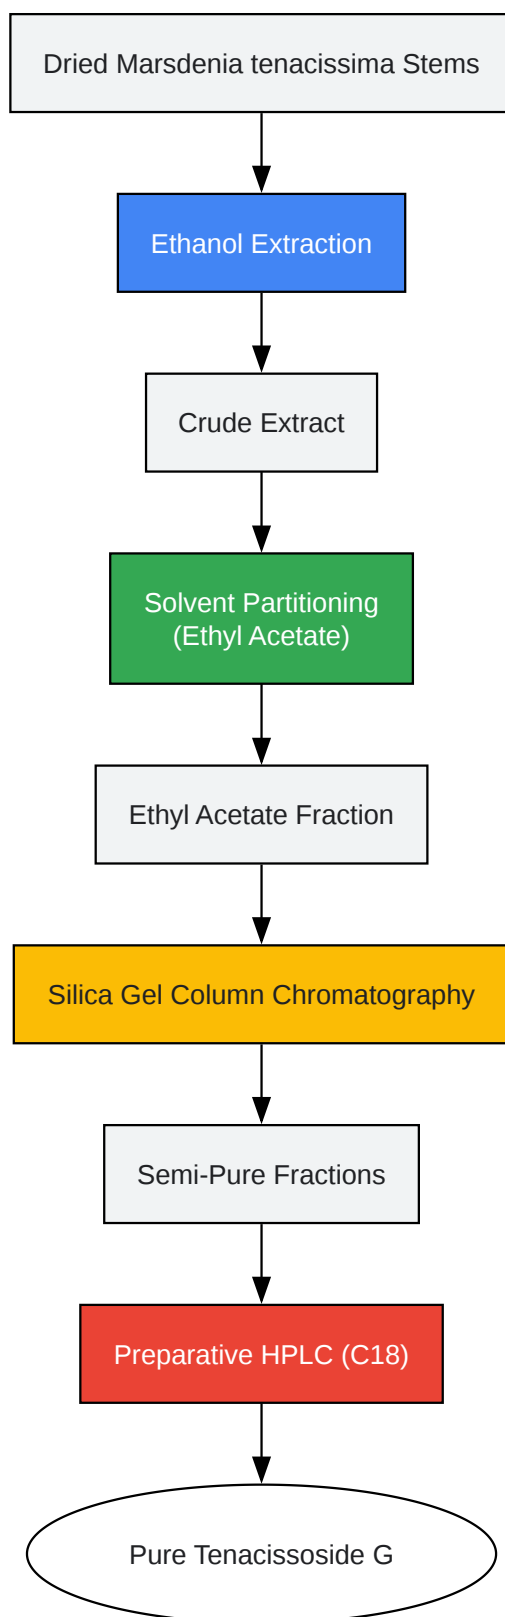 Dried Marsdenia tenacissima Stems
Ethanol Extraction
Crude Extract
Solvent Partitioning
(Ethyl Acetate)
Ethyl Acetate Fraction
Silica Gel Column Chromatography
Semi-Pure Fractions
Preparative HPLC (C18)
Pure Tenacissoside G